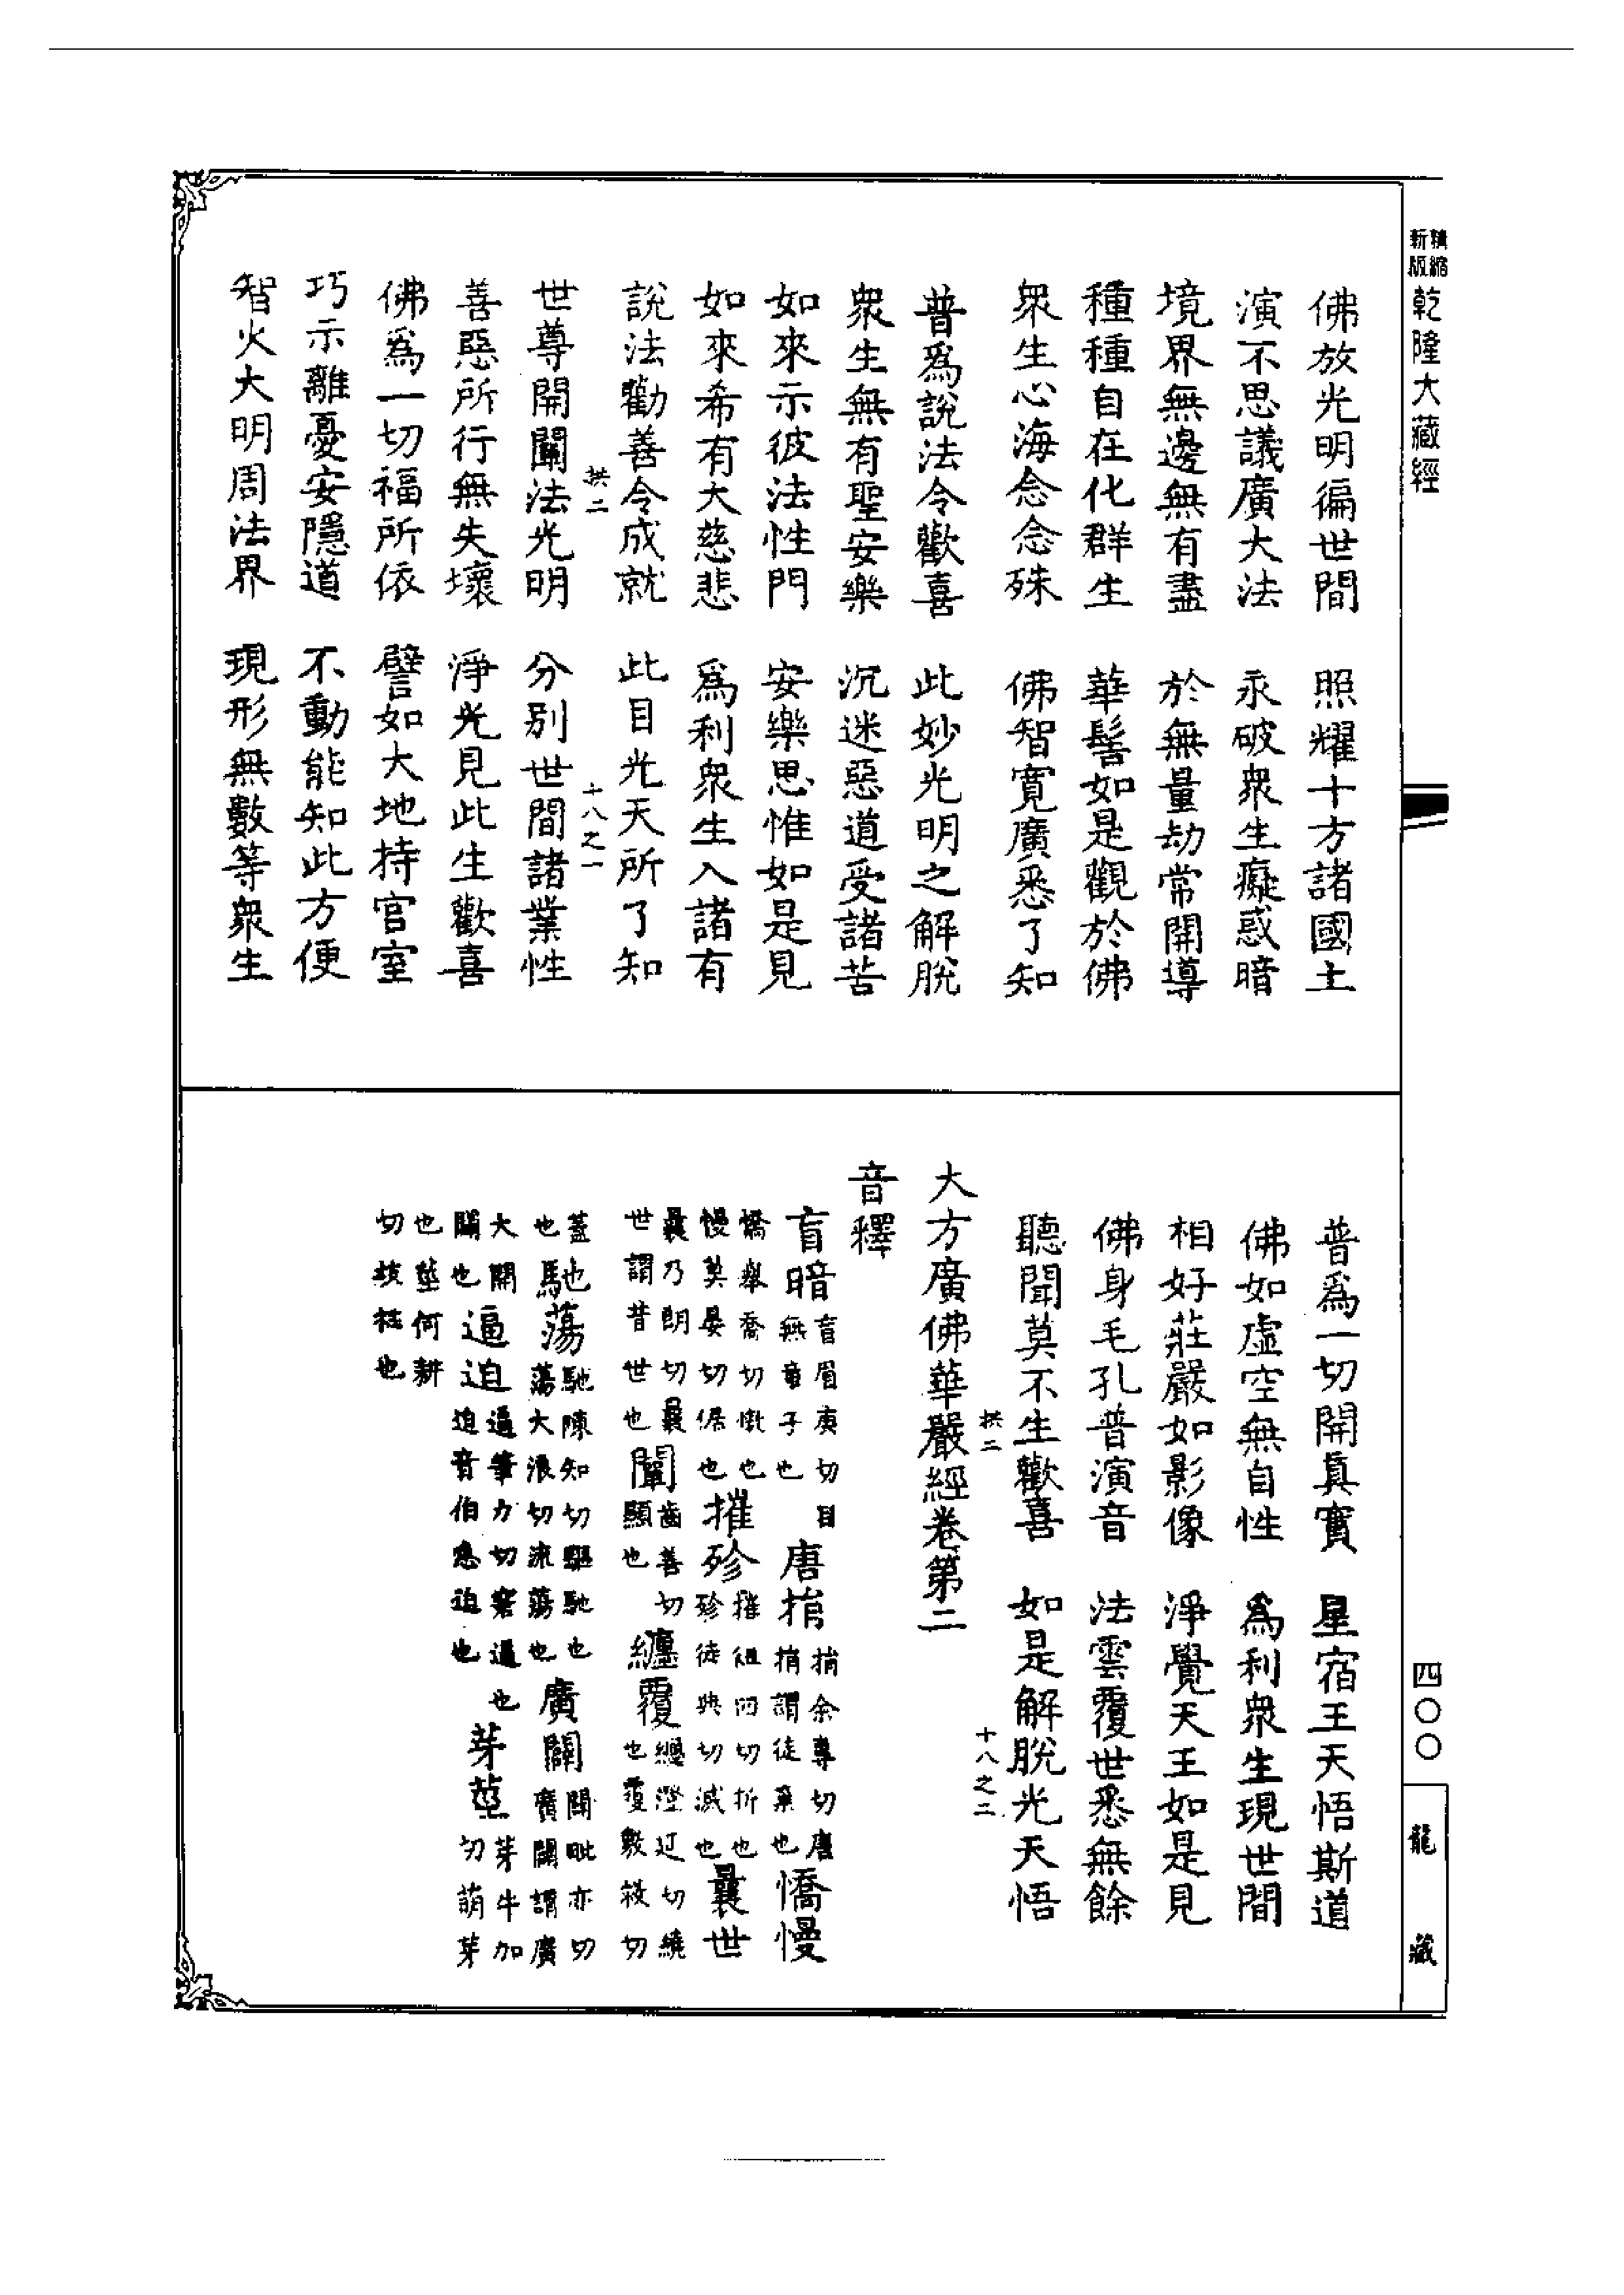 精縮
新版
乾隆大藏經
佛放光明徧世間　照耀十方諸國土
演不思議廣大法　永破衆生癡惑暗
境界無邊無有盡　於無量劫常開導
種種自在化群生　華髻如是觀於佛
衆生心海念念殊　佛智寬廣悉了知
普爲說法令歡喜　此妙光明之解脫
衆生無有聖安樂　沉迷惡道受諸苦
如來示彼法性門　安樂思惟如是見
如來希有大慈悲　爲利衆生入諸有
說法勸善令成就　此目光天所了知
拱二　十八之一
世尊開闡法光明　分別世間諸業性
善惡所行無失壞　淨光見此生歡喜
佛爲一切福所依　譬如大地持官室
巧示離憂安隱道　不動能知此方便
智火大明周法界　現形無數等衆生
普爲一切開真實　星宿王天悟斯道
佛如虛空無自性　爲利衆生現世間
相好莊嚴如影像　淨覺天王如是見
佛身毛孔普演音　法雲覆世悉無餘
聽聞莫不生歡喜　如是解脫光天悟
拱二　十八之二
大方廣佛華嚴經卷第二
音釋
盲暗盲眉庚切目無童子也　唐捐捐余專切唐捐謂徒棄也　憍慢
憍舉喬切憿也慢莫晏切倨也　摧殄摧徂回切折也殄徒典切滅也　曩世
曩乃朗切曩世謂昔世也　闡齒善切顯也　纏覆纏澄延切繞也覆敷救切
蓋也　馳蕩馳陳知切驅馳也蕩大浪切流蕩也　廣闢闢毗亦切廣闢謂廣
大開闢也　逼迫逼筆力切窘逼也迫音伯急迫也　芽莖芽牛加切萌芽
也莖何耕切枝柱也
四〇〇
龍藏